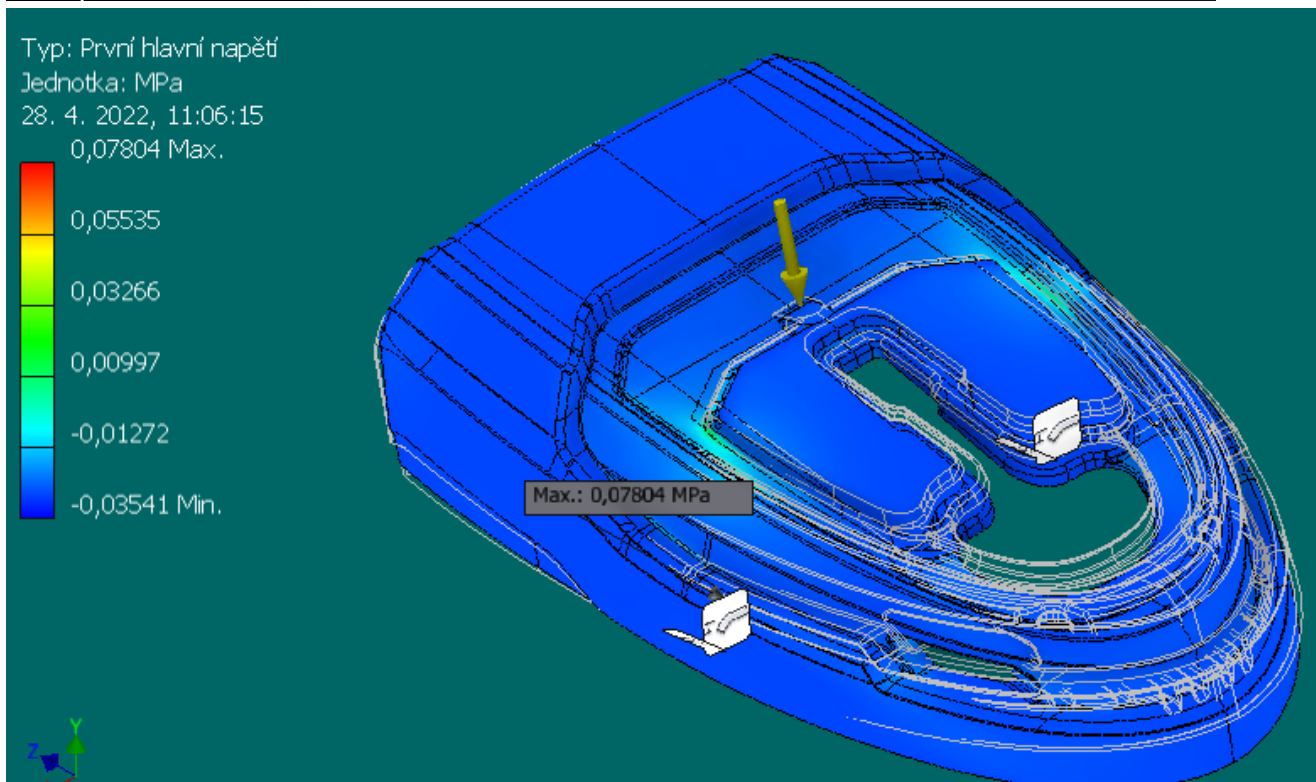 Typ: První hlavní napětí
Jednotka: MPa
28. 4. 2022, 11:06:15
0,07804 Max.
0,05535
0,03266
0,00997
-0,01272
-0,03541 Min.
Max.: 0,07804 MPa
Y
Z